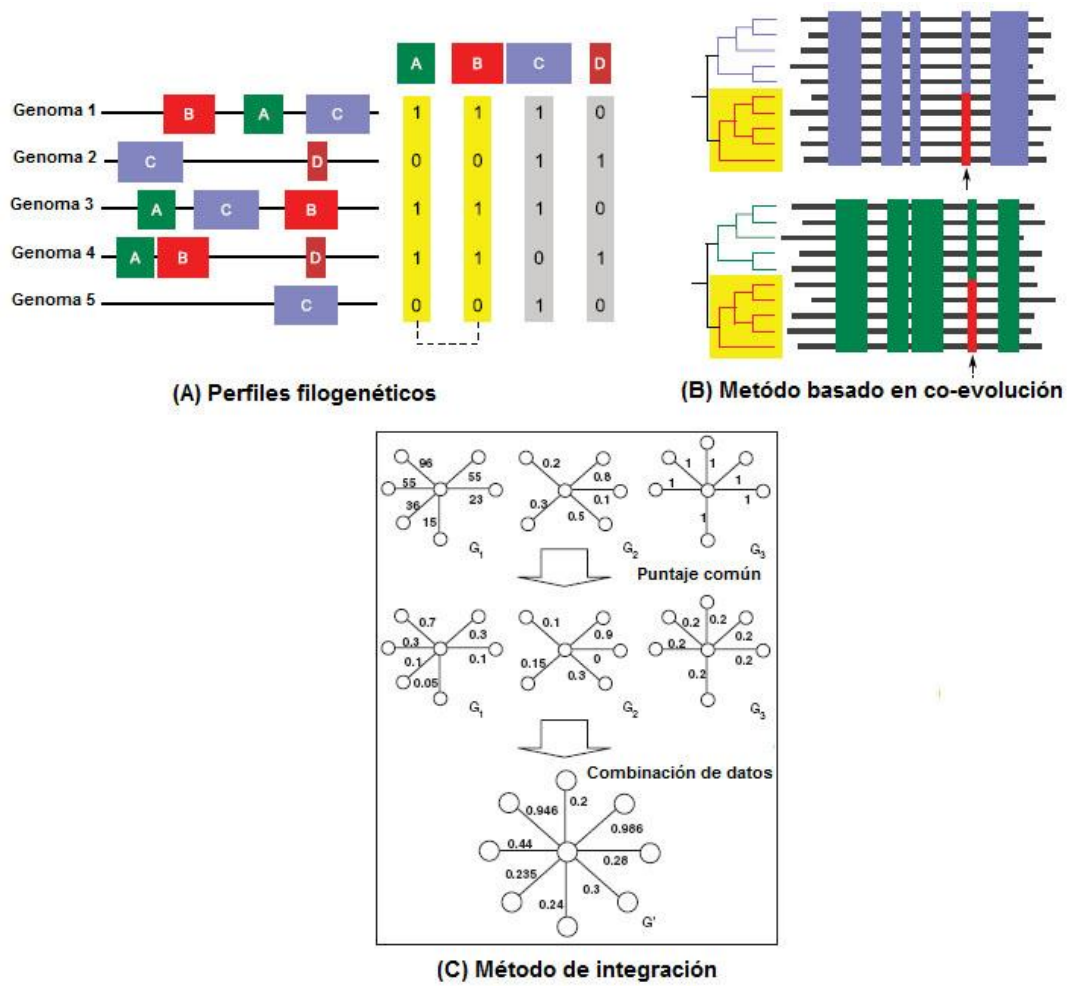 A B C D
Genoma 1 B A C 1 1 1 0
Genoma 2 C D 0 0 1 1
Genoma 3 A C B 1 1 1 0
Genoma 4 A B D 1 1 0 1
Genoma 5 C 0 0 1 0
(A) Perfiles filogenéticos
(B) Metódo basado en co-evolución
96 55 55 23 36 15
G1
0.2 0.8 0.1 0.3 0.5
G2
1 1 1 1 1 1
G3
Puntaje común
0.7 0.3 0.3 0.1 0.1 0.05
G1
0.1 0.9 0 0.15 0.3
G2
0.2 0.2 0.2 0.2 0.2 0.2
G3
Combinación de datos
0.946 0.2 0.986
0.44 0.28
0.235 0.3
0.24
G'
(C) Método de integración